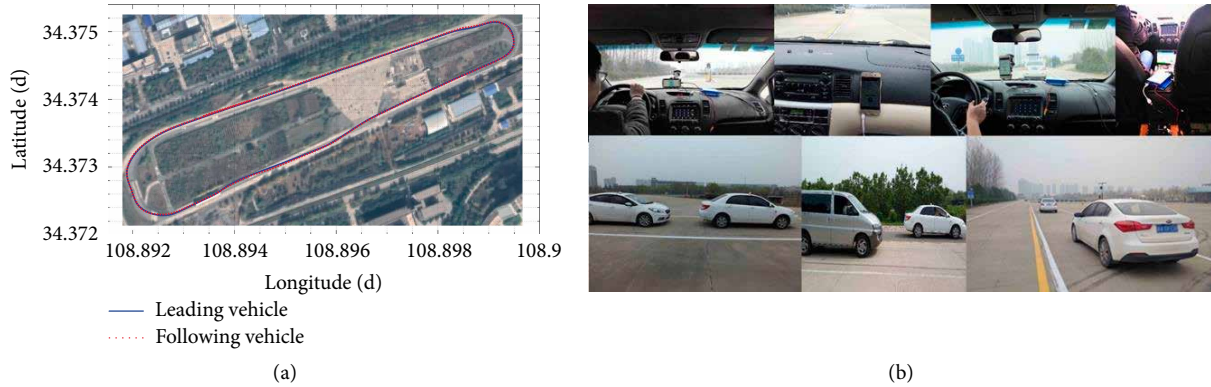 34.375
34.374
34.373
34.372
Latitude (d)
108.892
108.894
108.896
108.898
108.9
Longitude (d)
Leading vehicle
Following vehicle
(a)
(b)